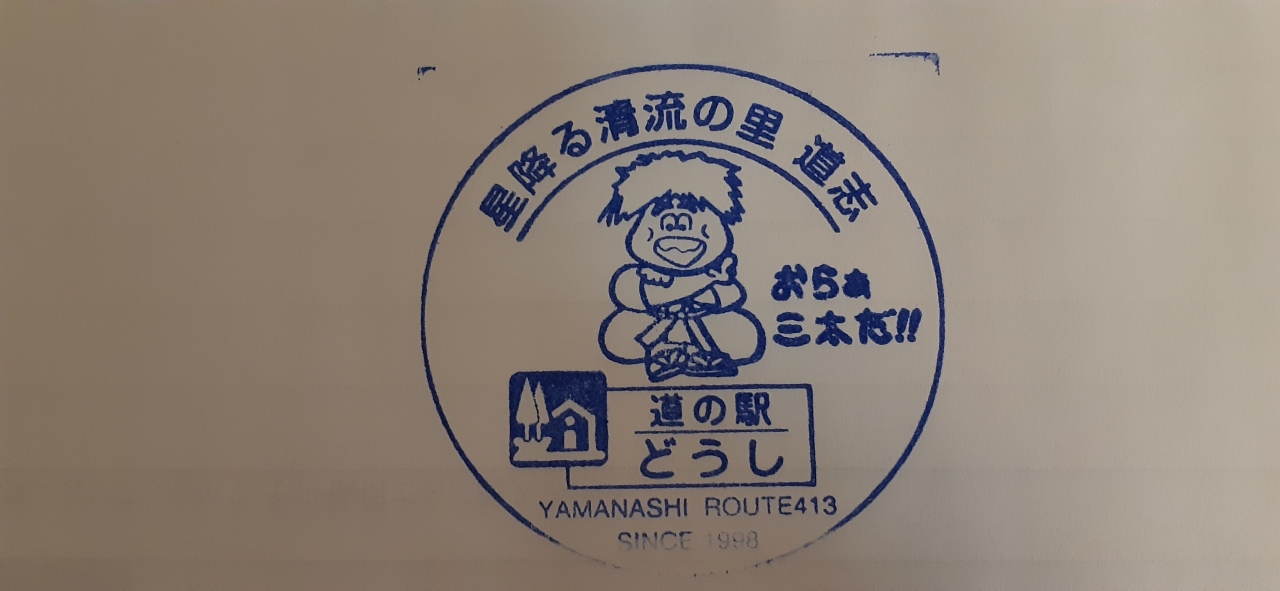 星降る清流の里 道志
おらぁ
三太だ!!
道の駅
どうし
YAMANASHI ROUTE413
SINCE 1998